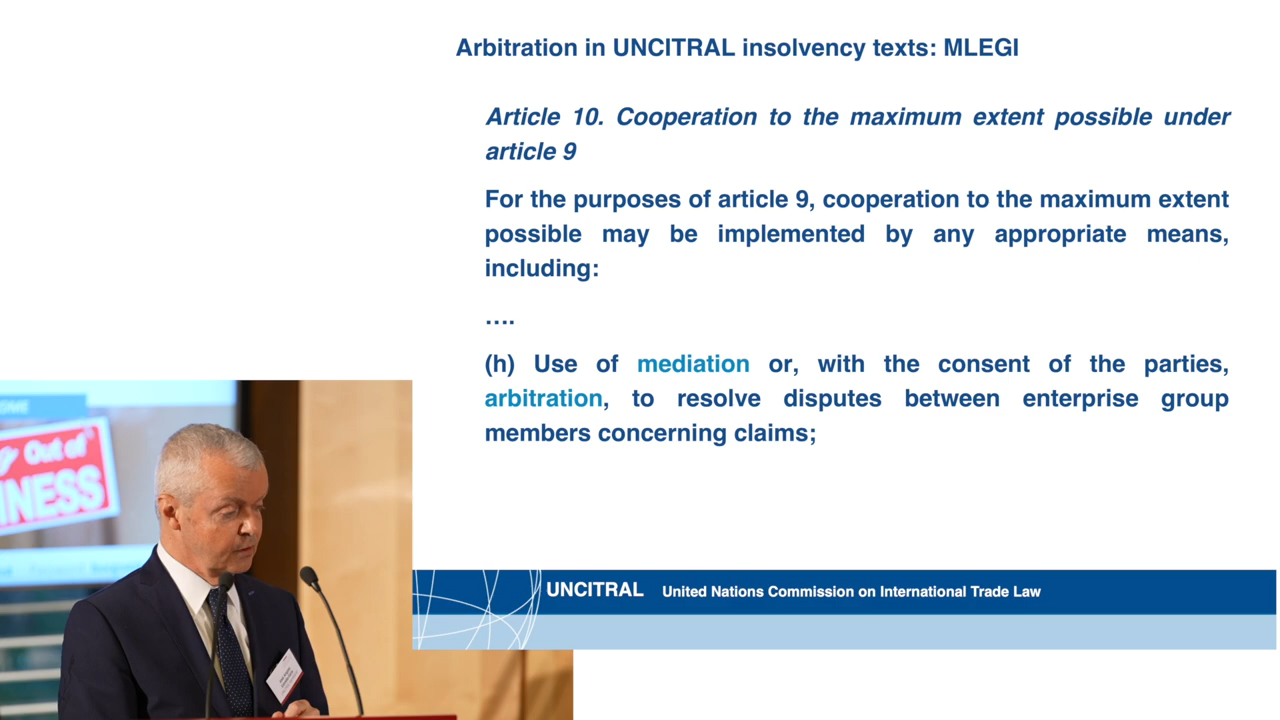 Arbitration in UNCITRAL insolvency texts: MLEGI
Article 10. Cooperation to the maximum extent possible under
article 9
For the purposes of article 9, cooperation to the maximum extent
possible may be implemented by any appropriate means,
including:
….
(h) Use of mediation or, with the consent of the parties,
arbitration, to resolve disputes between enterprise group
members concerning claims;
Out of
INESS
UNCITRAL United Nations Commission on International Trade Law